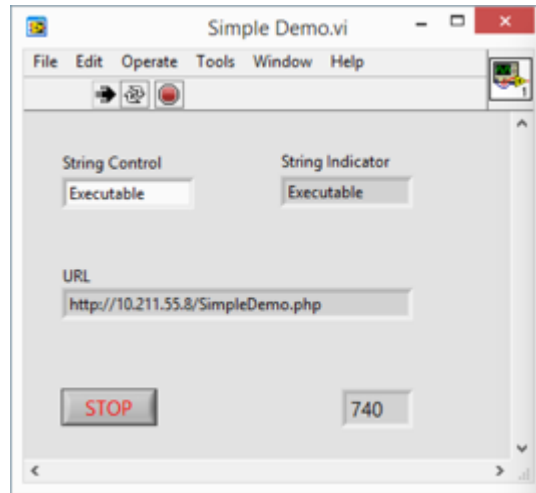 Simple Demo.vi
File Edit Operate Tools Window Help
1
String Control String Indicator
Executable Executable
URL
http://10.211.55.8/SimpleDemo.php
STOP 740